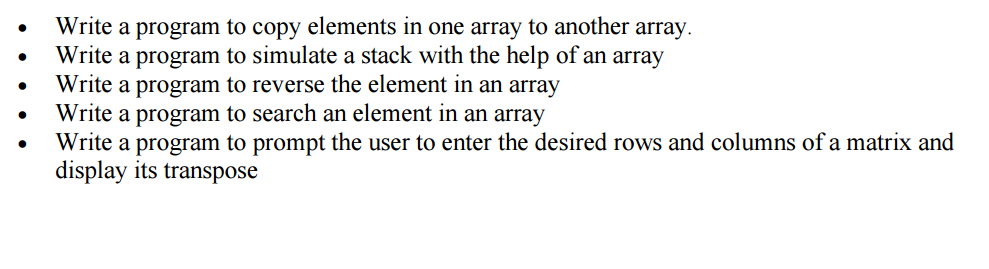 • Write a program to copy elements in one array to another array.
• Write a program to simulate a stack with the help of an array
• Write a program to reverse the element in an array
• Write a program to search an element in an array
• Write a program to prompt the user to enter the desired rows and columns of a matrix and
display its transpose